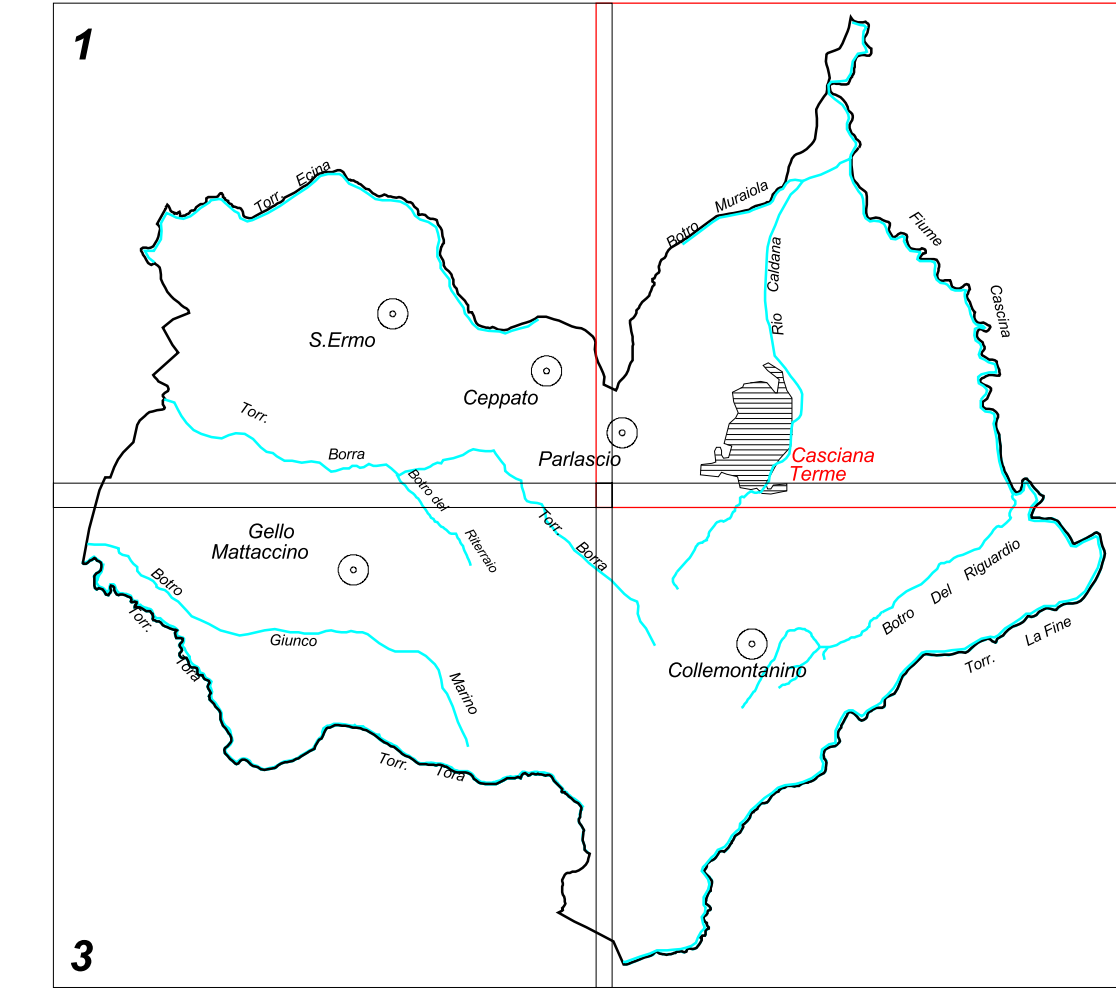 1
Torr. Ecina
Botro Muraiola
Fiume
Cascina
Rio Caldana
S.Ermo
Ceppato
Parlascio
Casciana
Terme
Torr.
Borra
Botro del
Riterraio
Torr.
Borra
Gello
Mattaccino
Botro
Giunco
Marino
Torr.
Tora
Torr.
Tora
Collemontanino
Botro Del Riguardio
Torr. La Fine
3